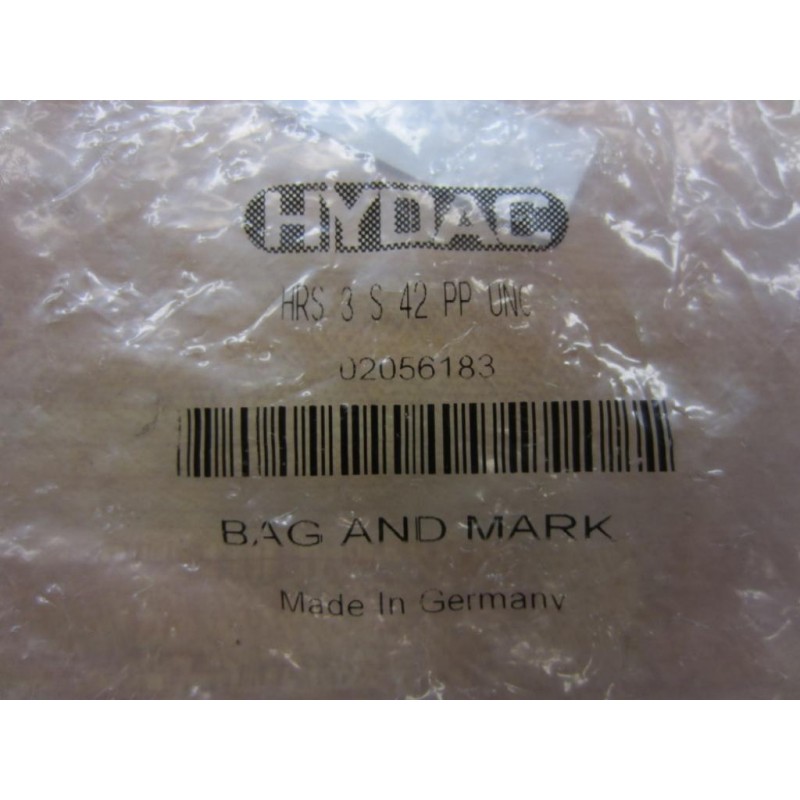 HYDAC
HRS 3 S 42 PP UNC
02056183
BAG AND MARK
Made In Germany